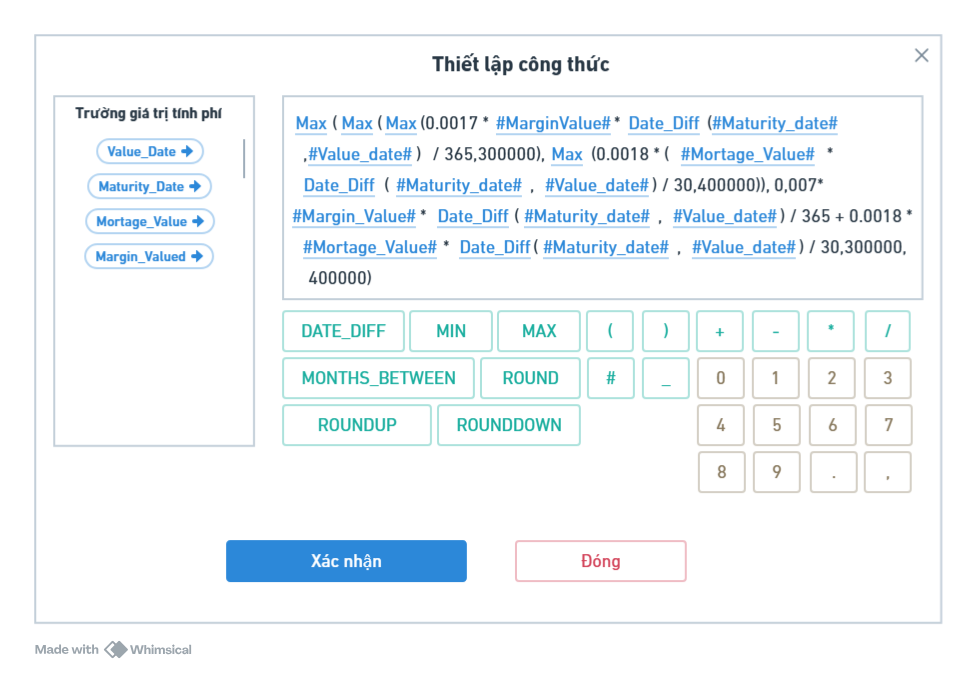 Thiết lập công thức
Trường giá trị tính phí
Value_Date
Maturity_Date
Mortage_Value
Margin_Valued
Max ( Max ( Max (0.0017 * #MarginValue# * Date_Diff (#Maturity_date#
,#Value_date# ) / 365,300000), Max (0.0018 * ( #Mortage_Value# *
Date_Diff ( #Maturity_date# , #Value_date# ) / 30,400000)), 0,007*
#Margin_Value# * Date_Diff ( #Maturity_date# , #Value_date# ) / 365 + 0.0018 *
#Mortage_Value# * Date_Diff ( #Maturity_date# , #Value_date# ) / 30,300000,
400000)
DATE_DIFF MIN MAX ( ) + - * /
MONTHS_BETWEEN ROUND # _ 0 1 2 3
ROUNDUP ROUNDDOWN 4 5 6 7
8 9 . ,
Xác nhận Đóng
Made with Whimsical